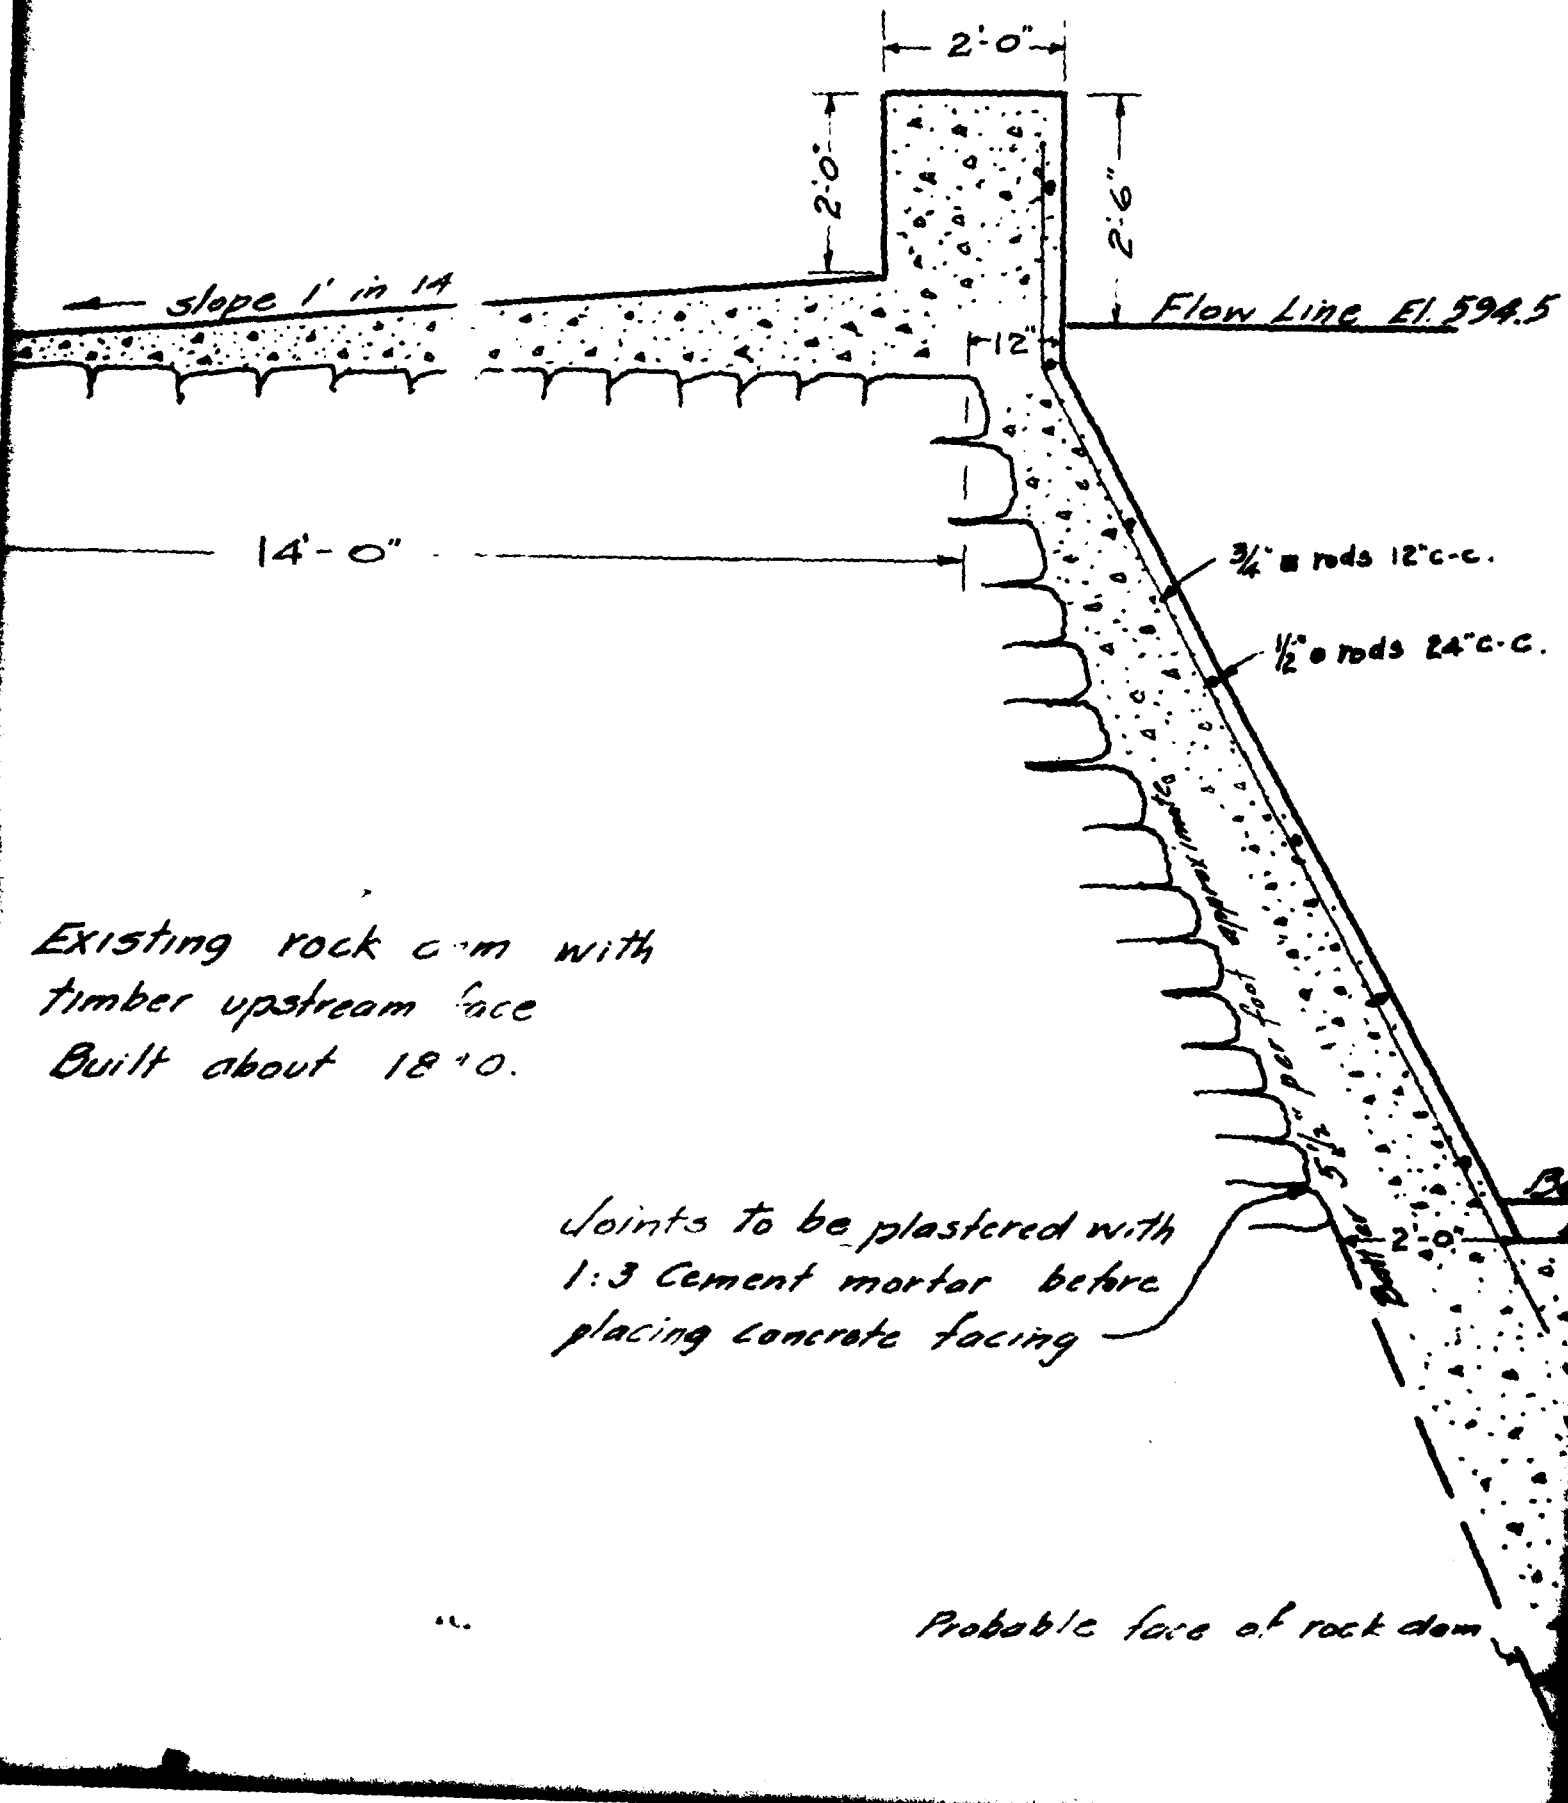 2'-0"
2'-0"
2'-6"
slope 1' in 14
Flow Line El. 594.5
12"
14'-0"
3/4" rods 12"c-c.
1/2" rods 24"c-c.
Existing rock with
timber upstream face
Built about
Batter 5 1/2" per foot approximate
Joints to be plastered with
1:3 Cement mortar before
placing concrete facing
2'-0"
Probable face of rock dam